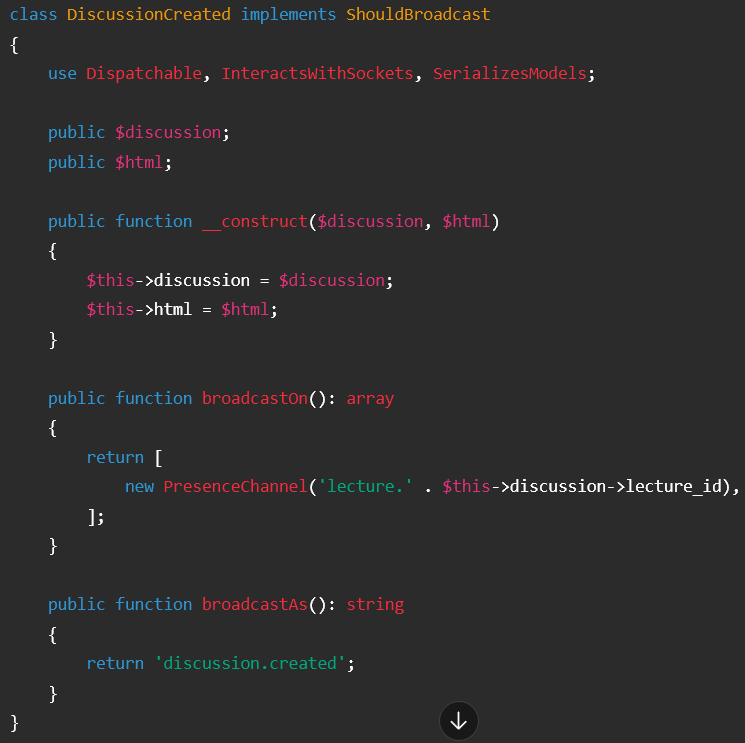 class DiscussionCreated implements ShouldBroadcast
{
    use Dispatchable, InteractsWithSockets, SerializesModels;

    public $discussion;
    public $html;

    public function __construct($discussion, $html)
    {
        $this->discussion = $discussion;
        $this->html = $html;
    }

    public function broadcastOn(): array
    {
        return [
            new PresenceChannel('lecture.' . $this->discussion->lecture_id),
        ];
    }

    public function broadcastAs(): string
    {
        return 'discussion.created';
    }
}